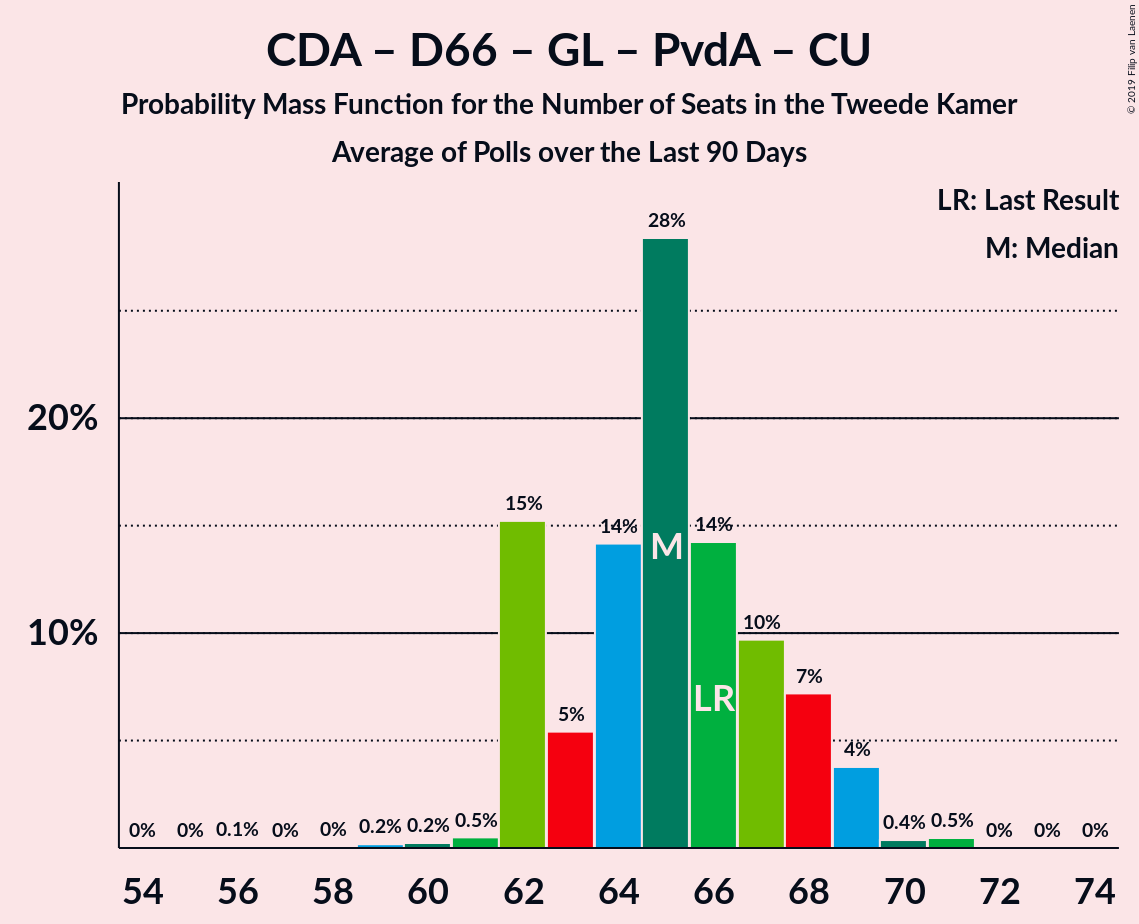 CDA – D66 – GL – PvdA – CU
Probability Mass Function for the Number of Seats in the Tweede Kamer
Average of Polls over the Last 90 Days
© 2019 Filip van Laenen
LR: Last Result
M: Median
20%
10%
0% 0% 0.1% 0% 0% 0.2% 0.2% 0.5% 15% 5% 14% 28% 14% 10% 7% 4% 0.4% 0.5% 0% 0% 0%
M
LR
54 56 58 60 62 64 66 68 70 72 74